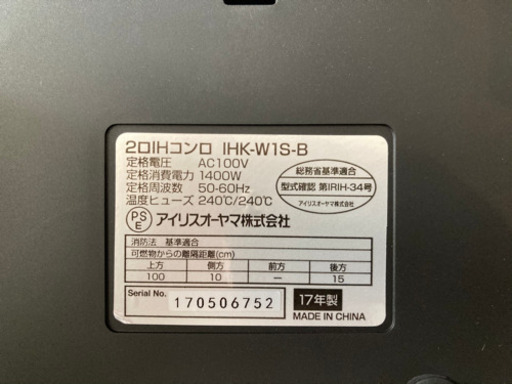 2口IHコンロ IHK-W1S-B
定格電圧 AC100V
定格消費電力 1400W
定格周波数 50-60Hz
温度ヒューズ 240℃/240℃
総務省基準適合
型式確認 第IRIH-34号
アイリスオーヤマ株式会社
PSE アイリスオーヤマ株式会社
消防法 基準適合
可燃物からの離隔距離(cm)
上方 側方 前方 後方
100 10 — 15
Serial No. 170506752
17年製
MADE IN CHINA